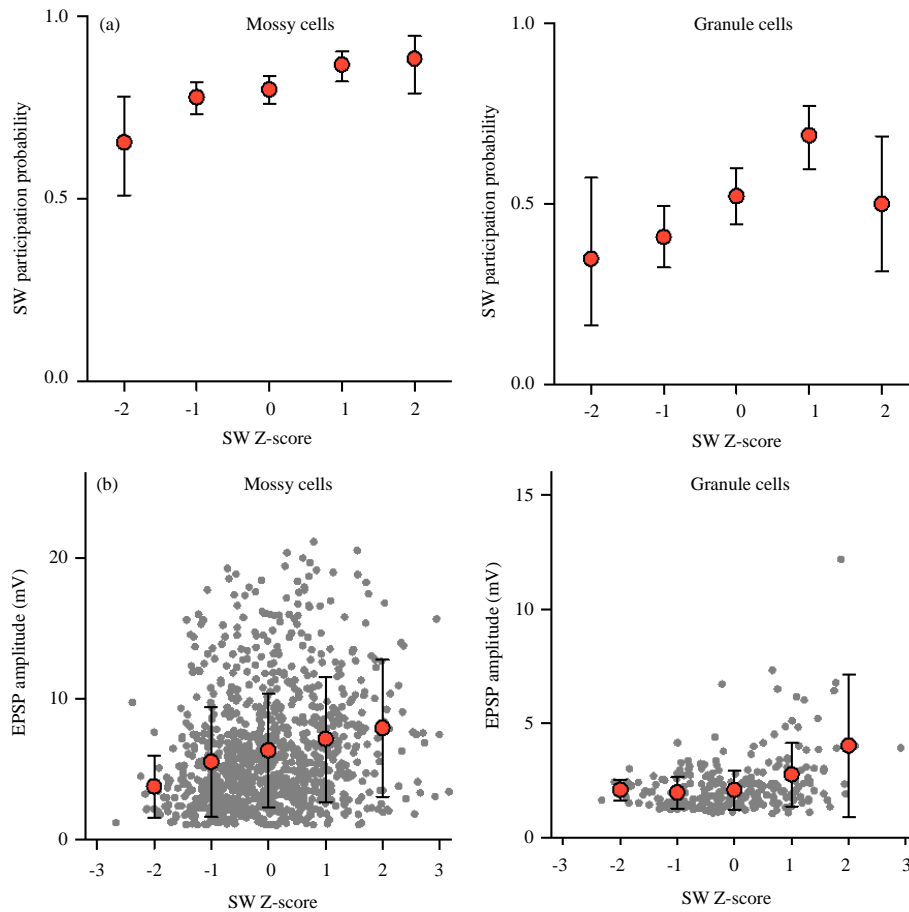 (a)
Mossy cells
SW participation probability
1.0
0.5
0.0
-2 -1 0 1 2
SW Z-score
Granule cells
SW participation probability
1.0
0.5
0.0
-2 -1 0 1 2
SW Z-score
(b)
Mossy cells
EPSP amplitude (mV)
20
10
0
-3 -2 -1 0 1 2 3
SW Z-score
Granule cells
EPSP amplitude (mV)
15
10
5
0
-3 -2 -1 0 1 2 3
SW Z-score